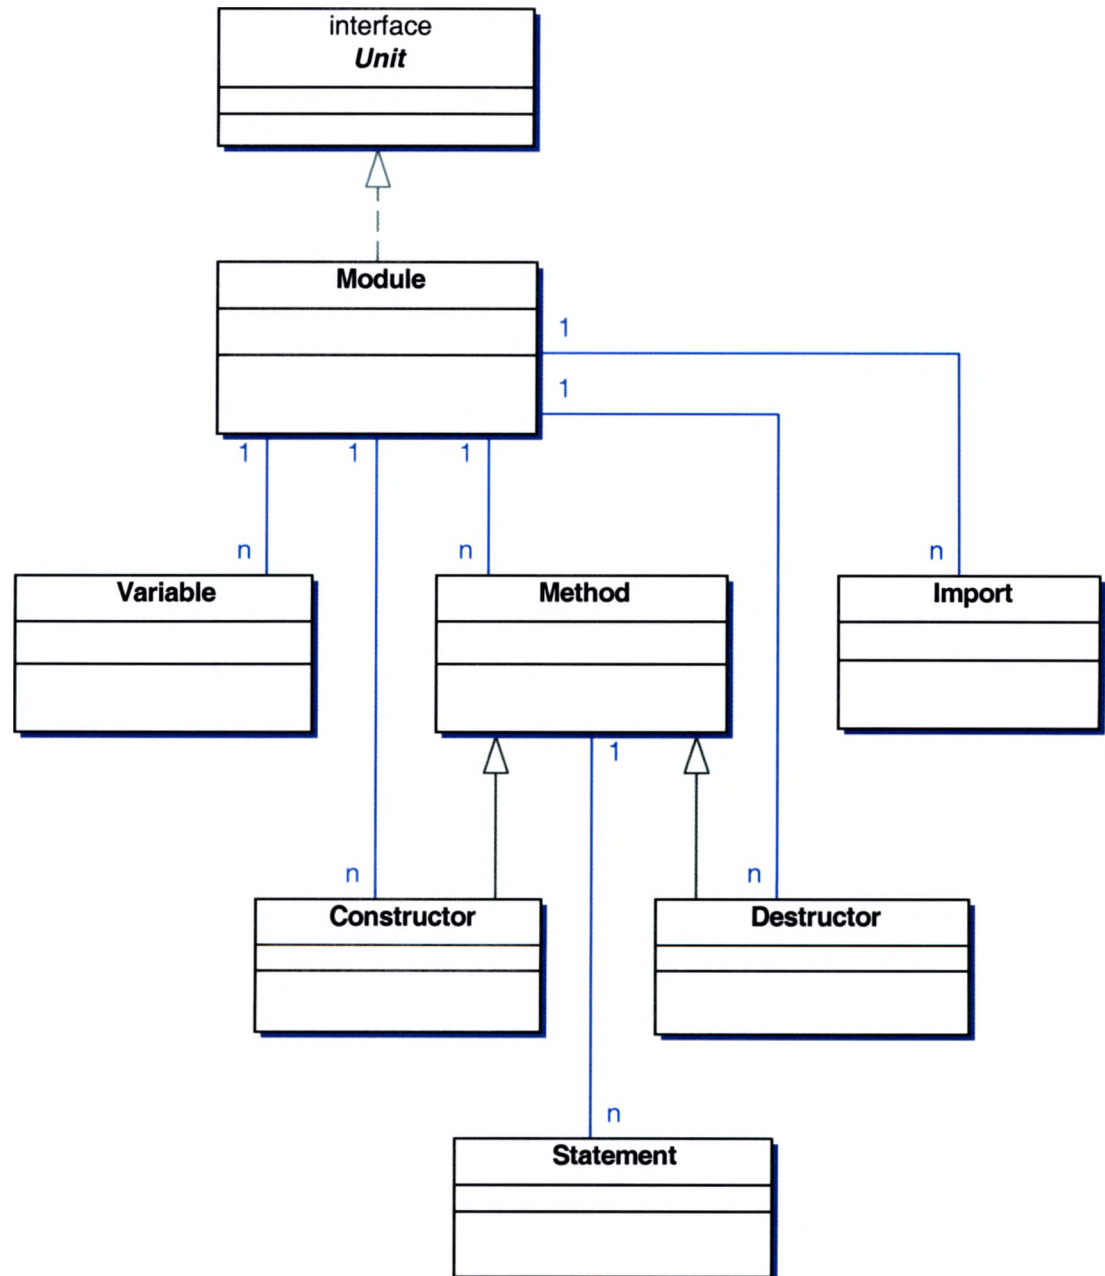 interface
Unit
Module
1
1
1
1
1
n
n
n
Variable
Method
Import
1
n
n
Constructor
Destructor
n
Statement